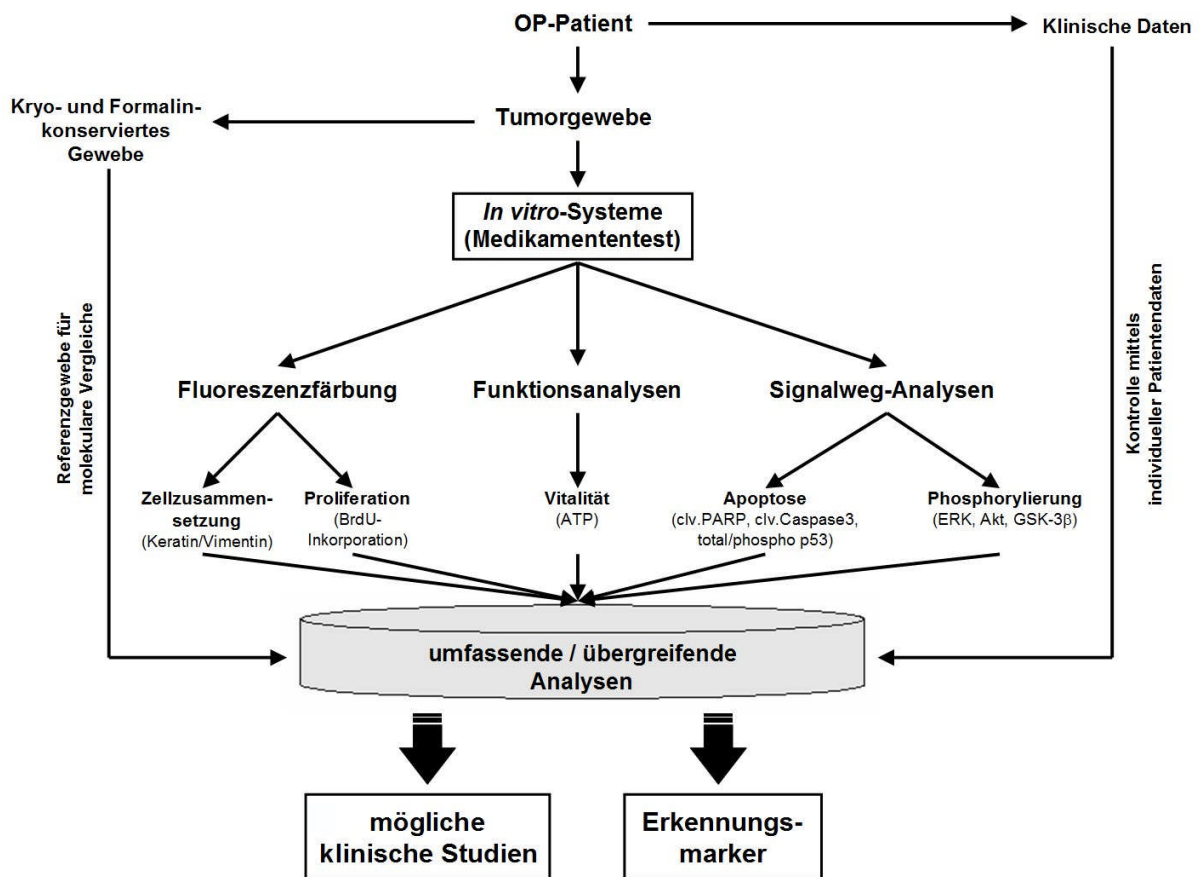 OP-Patient
Klinische Daten
Kryo- und Formalin-
konserviertes
Gewebe
Tumorgewebe
In vitro-Systeme
(Medikamententest)
Referenzgewebe für
molekulare Vergleiche
Kontrolle mittels
individueller Patientendaten
Fluoreszenzfärbung
Funktionsanalysen
Signalweg-Analysen
Zellzusammen-
setzung
(Keratin/Vimentin)
Proliferation
(BrdU-
Inkorporation)
Vitalität
(ATP)
Apoptose
(clv.PARP, clv.Caspase3,
total/phospho p53)
Phosphorylierung
(ERK, Akt, GSK-3β)
umfassende / übergreifende
Analysen
mögliche
klinische Studien
Erkennungs-
marker